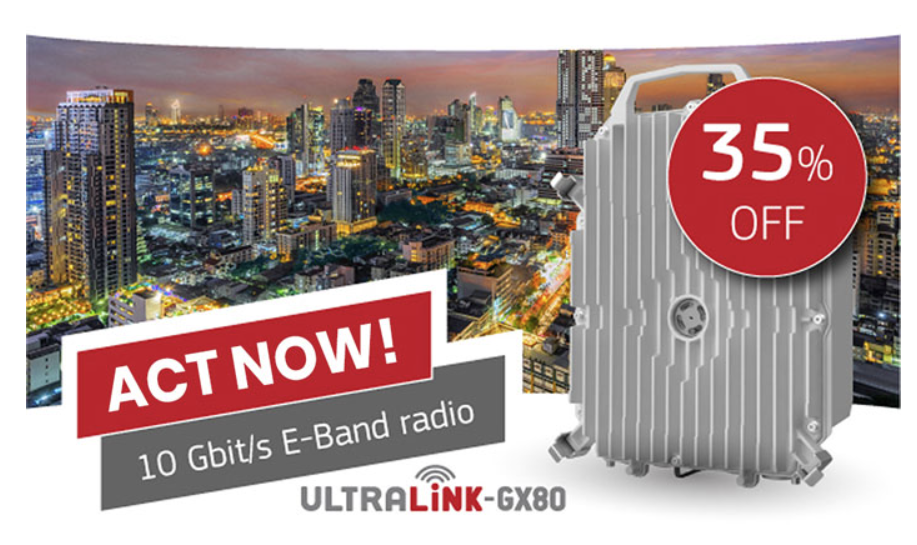 35%
OFF
ACT NOW!
10 Gbit/s E-Band radio
ULTRALiNK-GX80